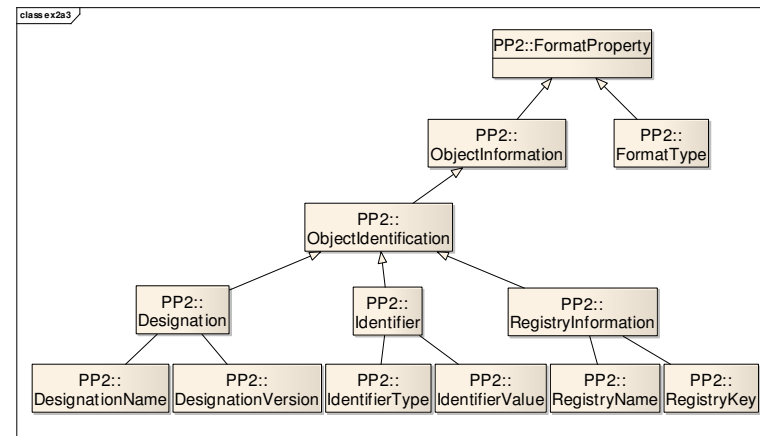 class ex2a3
PP2::FormatProperty
PP2::
ObjectInformation
PP2::
FormatType
PP2::
ObjectIdentification
PP2::
Designation
PP2::
Identifier
PP2::
RegistryInformation
PP2::
DesignationName
PP2::
DesignationVersion
PP2::
IdentifierType
PP2::
IdentifierValue
PP2::
RegistryName
PP2::
RegistryKey